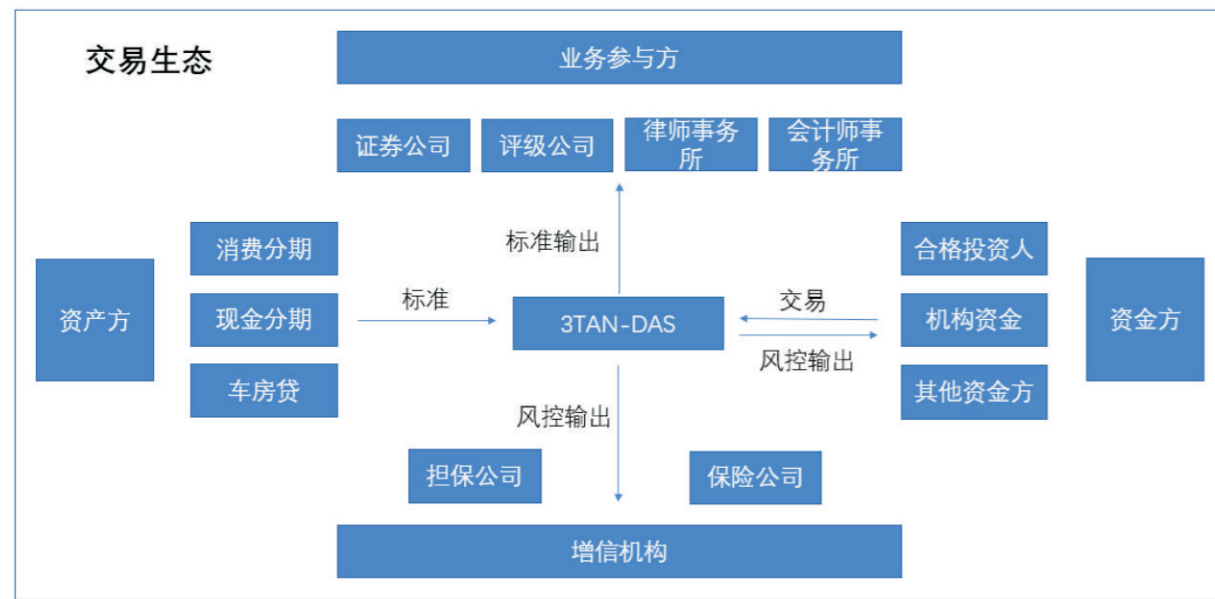 交易生态
业务参与方
证券公司
评级公司
律师事务
所
会计师事
务所
标准输出
消费分期
现金分期
车房贷
资产方
标准
3TAN-DAS
交易
风控输出
合格投资人
机构资金
其他资金方
资金方
风控输出
担保公司
保险公司
增信机构